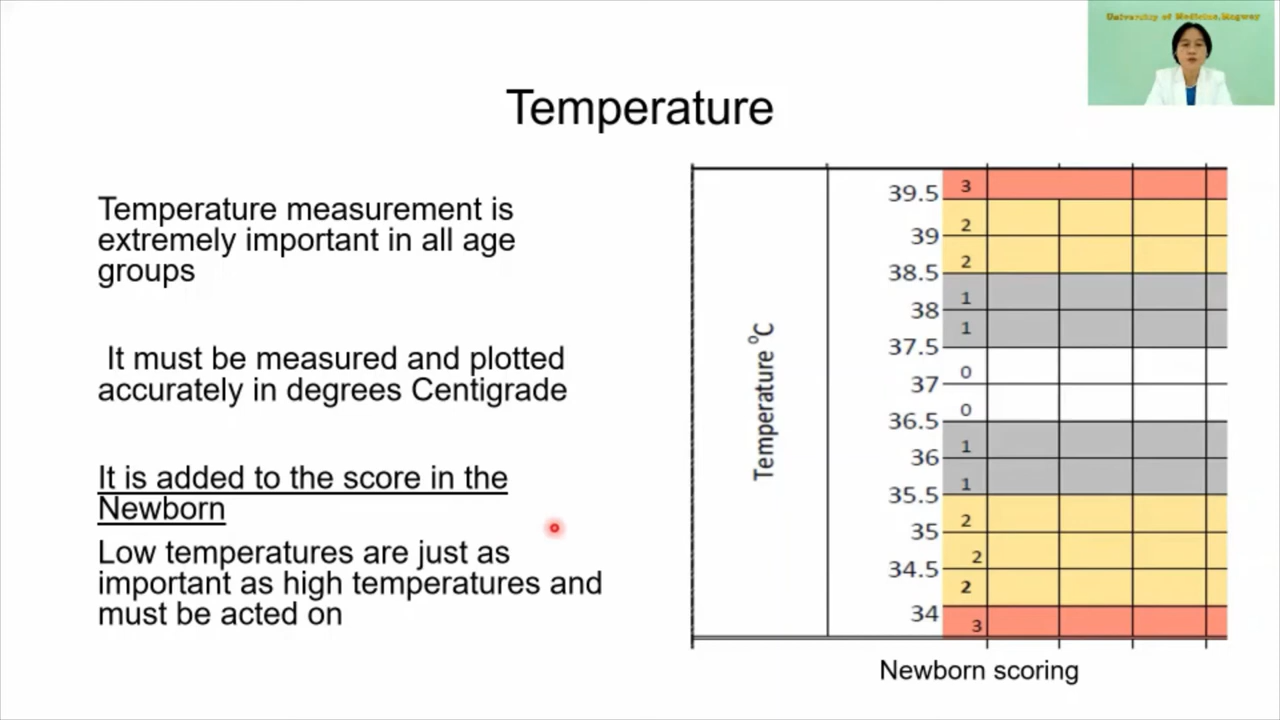 University of Medicine,Magway
Temperature
Temperature measurement is
extremely important in all age
groups
It must be measured and plotted
accurately in degrees Centigrade
It is added to the score in the
Newborn
Low temperatures are just as
important as high temperatures and
must be acted on
Temperature ⁰C
39.5 3
39 2
38.5 2
38 1
37.5 1
37 0
36.5 0
36 1
35.5 1
35 2
34.5 2
34 2
3
Newborn scoring